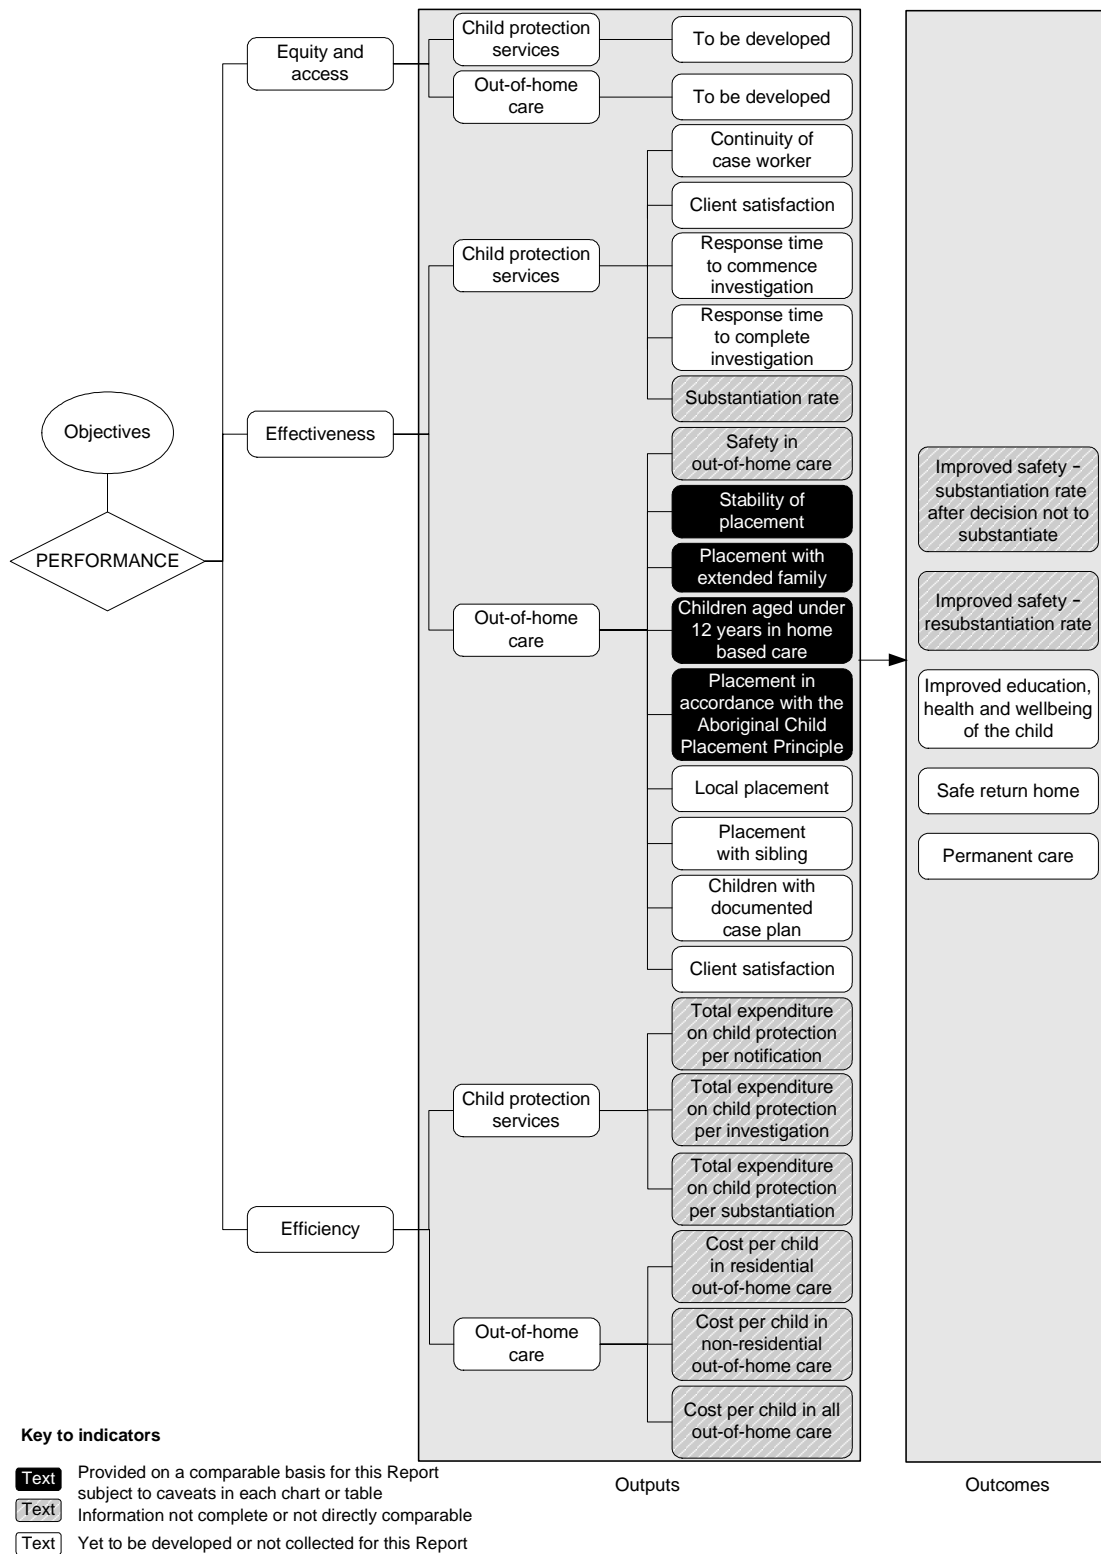 Objectives
PERFORMANCE
Equity and
access
Child protection
services
To be developed
Out-of-home
care
To be developed
Effectiveness
Child protection
services
Continuity of
case worker
Client satisfaction
Response time
to commence
investigation
Response time
to complete
investigation
Substantiation rate
Out-of-home
care
Safety in
out-of-home care
Stability of
placement
Placement with
extended family
Children aged under
12 years in home
based care
Placement in
accordance with the
Aboriginal Child
Placement Principle
Local placement
Placement
with sibling
Children with
documented
case plan
Client satisfaction
Efficiency
Child protection
services
Total expenditure
on child protection
per notification
Total expenditure
on child protection
per investigation
Total expenditure
on child protection
per substantiation
Out-of-home
care
Cost per child
in residential
out-of-home care
Cost per child in
non-residential
out-of-home care
Cost per child in all
out-of-home care
Outputs
Improved safety –
substantiation rate
after decision not to
substantiate
Improved safety –
resubstantiation rate
Improved education,
health and wellbeing
of the child
Safe return home
Permanent care
Outcomes
Key to indicators
Text Provided on a comparable basis for this Report
subject to caveats in each chart or table
Text Information not complete or not directly comparable
Text Yet to be developed or not collected for this Report